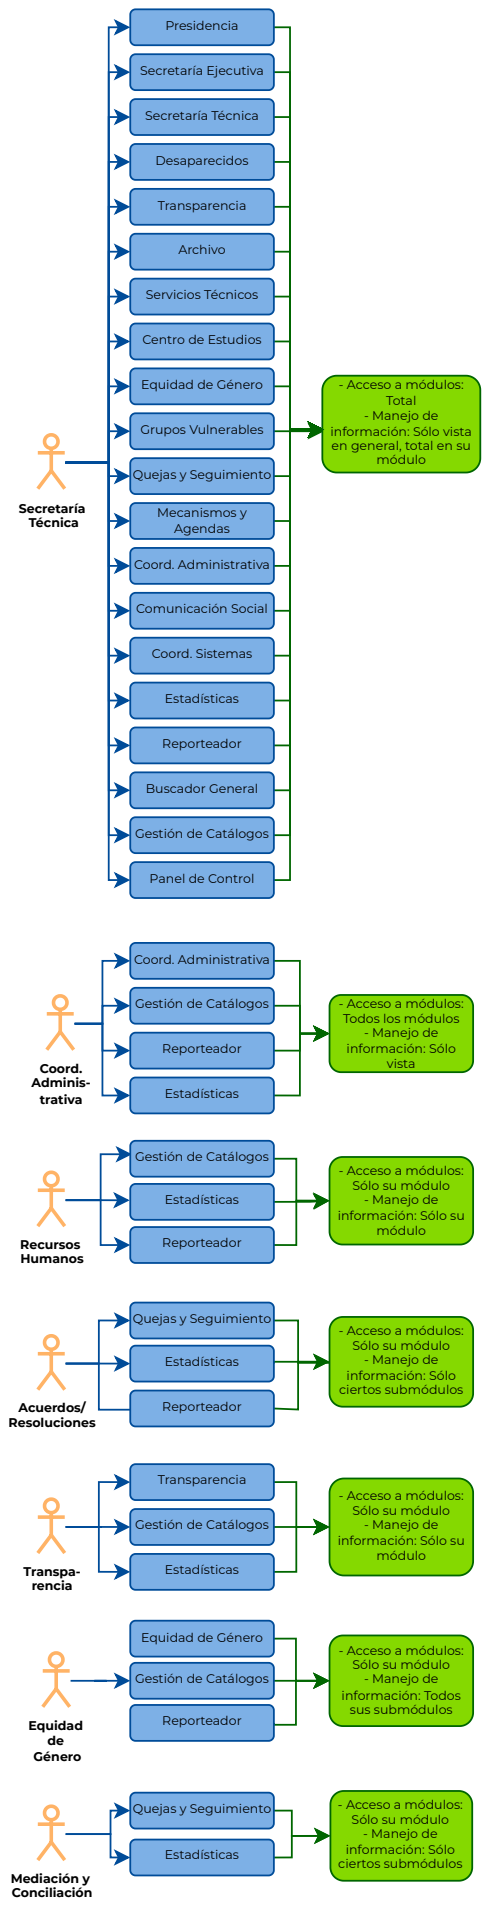 Presidencia
Secretaría Ejecutiva
Secretaría Técnica
Desaparecidos
Transparencia
Archivo
Servicios Técnicos
Centro de Estudios
Equidad de Género
Grupos Vulnerables
Quejas y Seguimiento
Mecanismos y
Agendas
Coord. Administrativa
Comunicación Social
Coord. Sistemas
Estadísticas
Reporteador
Buscador General
Gestión de Catálogos
Panel de Control
Secretaría
Técnica
- Acceso a módulos:
Total
- Manejo de
información: Sólo vista
en general, total en su
módulo
Coord. Administrativa
Gestión de Catálogos
Reporteador
Estadísticas
Coord.
Adminis-
trativa
- Acceso a módulos:
Todos los módulos
- Manejo de
información: Sólo
vista
Gestión de Catálogos
Estadísticas
Reporteador
Recursos
Humanos
- Acceso a módulos:
Sólo su módulo
- Manejo de
información: Sólo su
módulo
Quejas y Seguimiento
Estadísticas
Reporteador
Acuerdos/
Resoluciones
- Acceso a módulos:
Sólo su módulo
- Manejo de
información: Sólo
ciertos submódulos
Transparencia
Gestión de Catálogos
Estadísticas
Transpa-
rencia
- Acceso a módulos:
Sólo su módulo
- Manejo de
información: Sólo su
módulo
Equidad de Género
Gestión de Catálogos
Reporteador
Equidad
de
Género
- Acceso a módulos:
Sólo su módulo
- Manejo de
información: Todos
sus submódulos
Quejas y Seguimiento
Estadísticas
Mediación y
Conciliación
- Acceso a módulos:
Sólo su módulo
- Manejo de
información: Sólo
ciertos submódulos